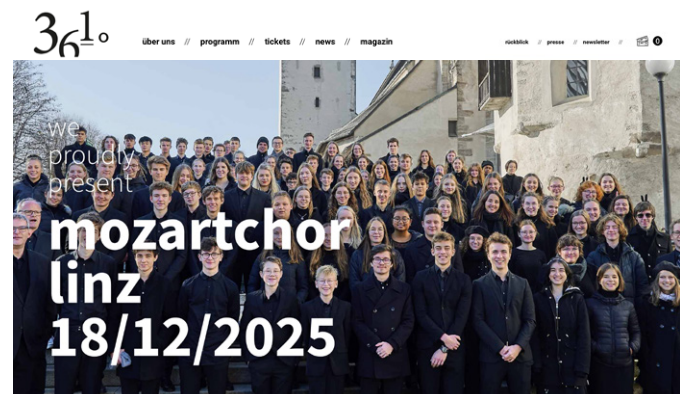 361°
über uns // programm // tickets // news // magazin
rückblick // presse // newsletter // 0
we
proudly
present
mozartchor
linz
18/12/2025